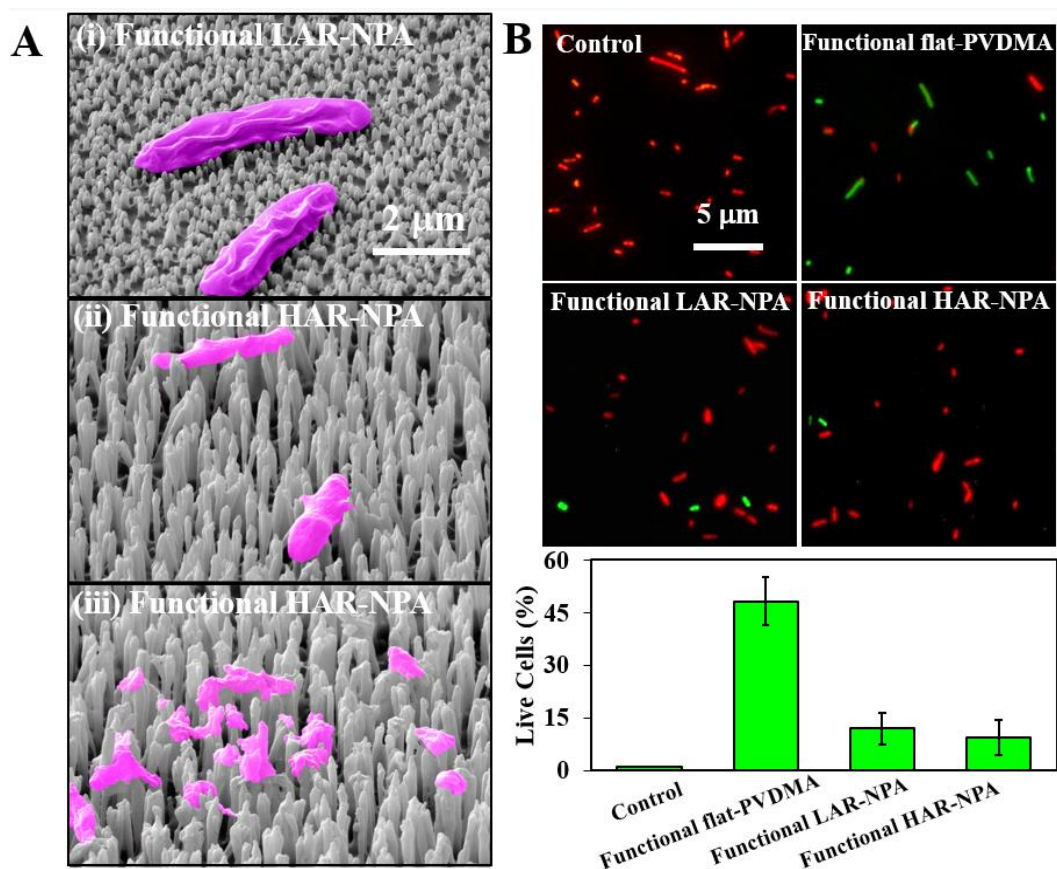 A
(i) Functional LAR-NPA
2 μm
(ii) Functional HAR-NPA
(iii) Functional HAR-NPA
B
Control
Functional flat-PVDMA
5 μm
Functional LAR-NPA
Functional HAR-NPA
Live Cells (%)
60
45
30
15
0
Control
Functional flat-PVDMA
Functional LAR-NPA
Functional HAR-NPA